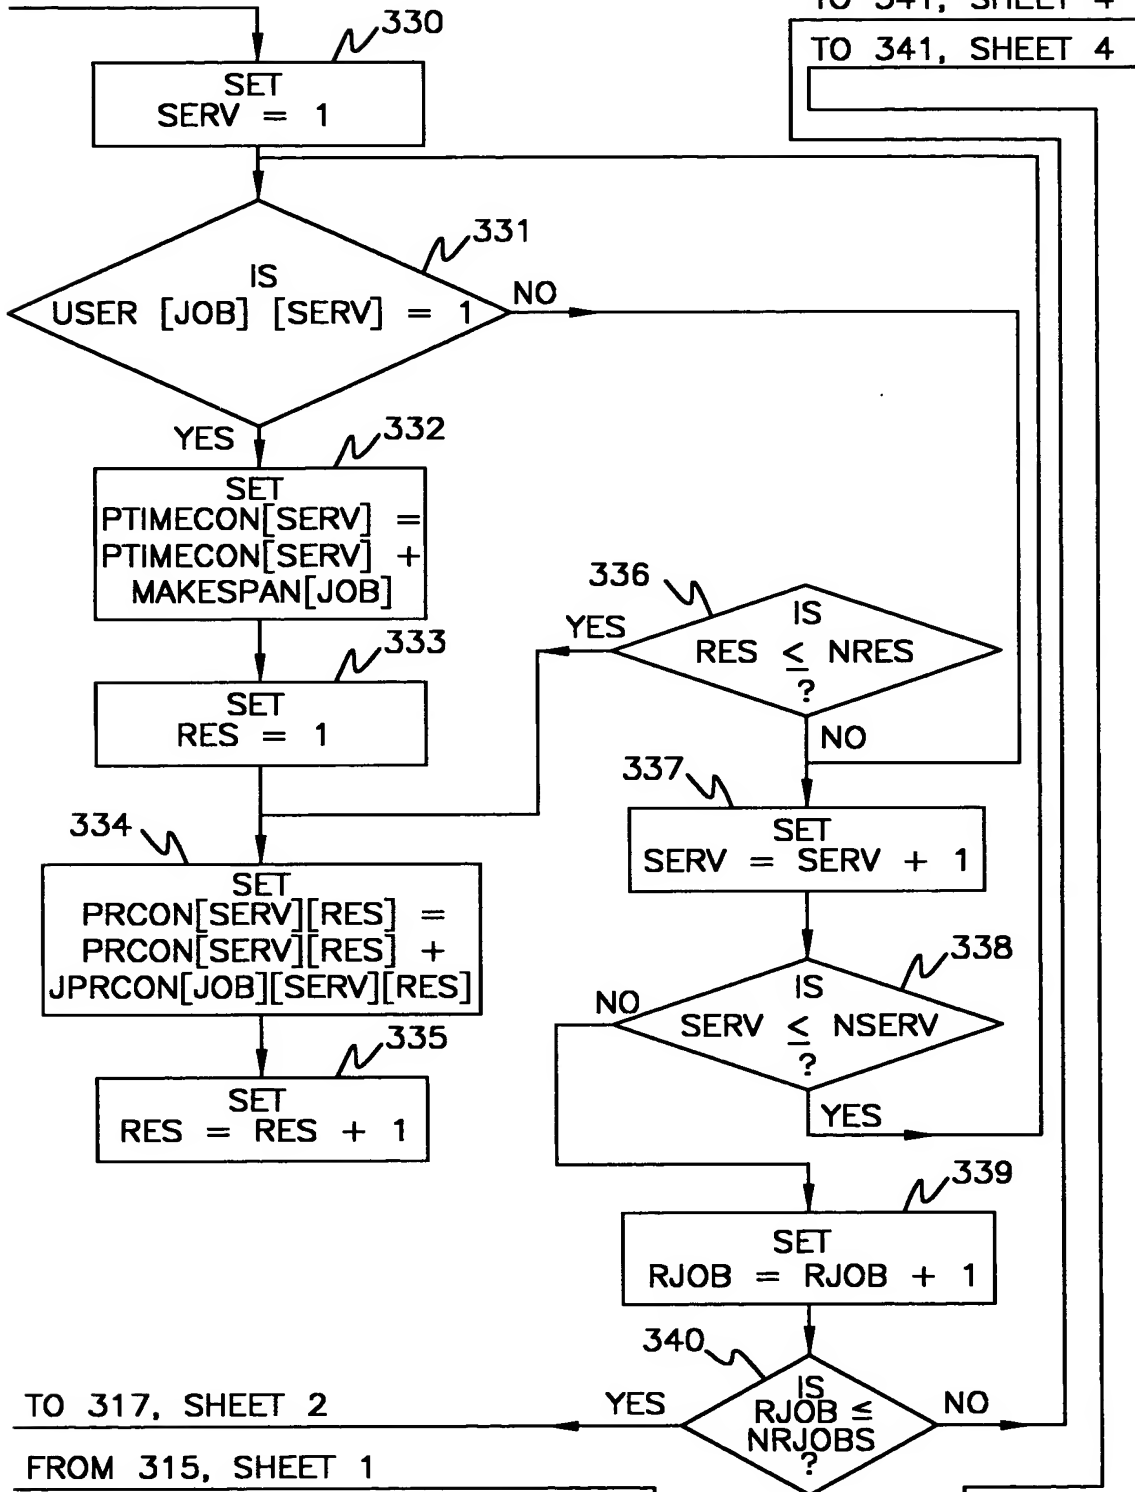 TO 341, SHEET 4
TO 341, SHEET 4
330
SET
SERV = 1
331
IS
USER [JOB] [SERV] = 1
NO
YES
332
SET
PTIMECON[SERV] =
PTIMECON[SERV] +
MAKESPAN[JOB]
333
SET
RES = 1
334
SET
PRCON[SERV][RES] =
PRCON[SERV][RES] +
JPRCON[JOB][SERV][RES]
335
SET
RES = RES + 1
336
IS
RES ≤ NRES
?
YES
NO
337
SET
SERV = SERV + 1
338
IS
SERV ≤ NSERV
?
NO
YES
339
SET
RJOB = RJOB + 1
340
IS
RJOB ≤
NRJOBS
?
YES
NO
TO 317, SHEET 2
FROM 315, SHEET 1